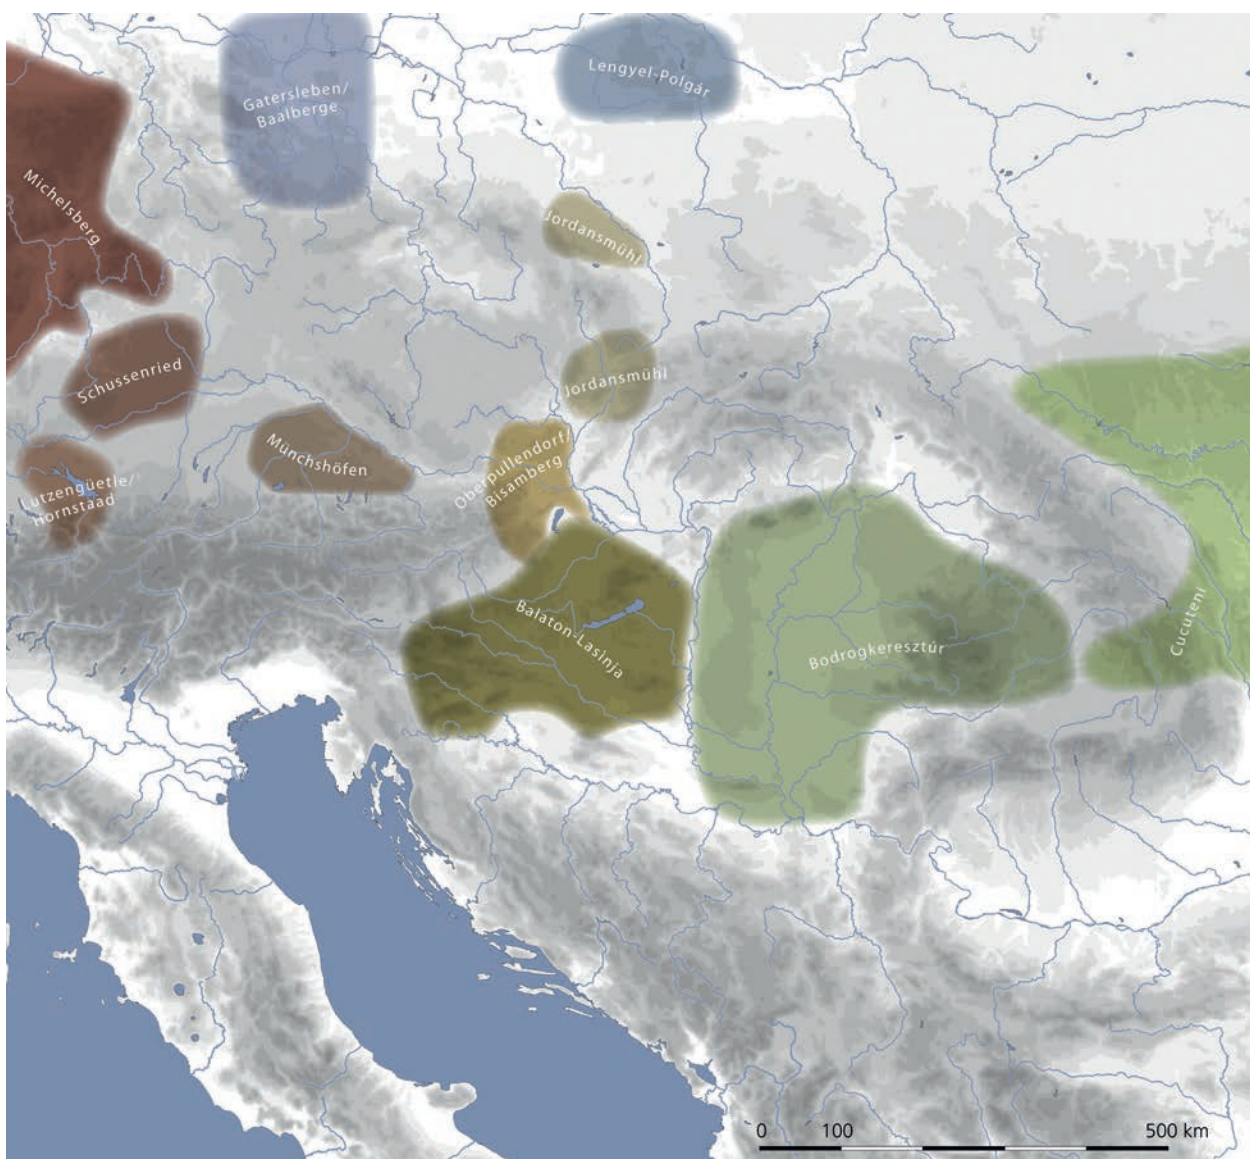 Gatersleben/
Baalberge
Lengyel-Polgár
Michelsberg
Jordansmühl
Schussenried
Jordansmühl
Münchshöfen
Oberpullendorf/
Bisamberg
Lutzengüetle/
Hornstaad
Balaton-Lasinja
Bodrogkeresztúr
Cucuteni
0 100 500 km